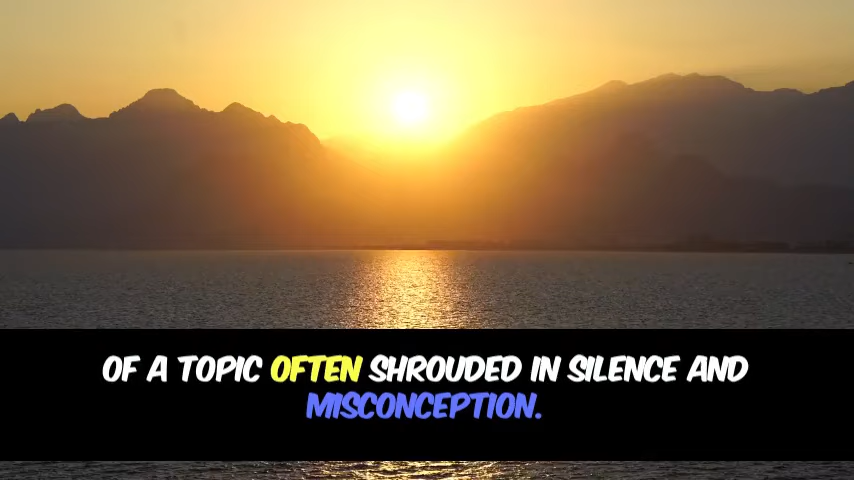 OF A TOPIC OFTEN SHROUDED IN SILENCE AND
MISCONCEPTION.